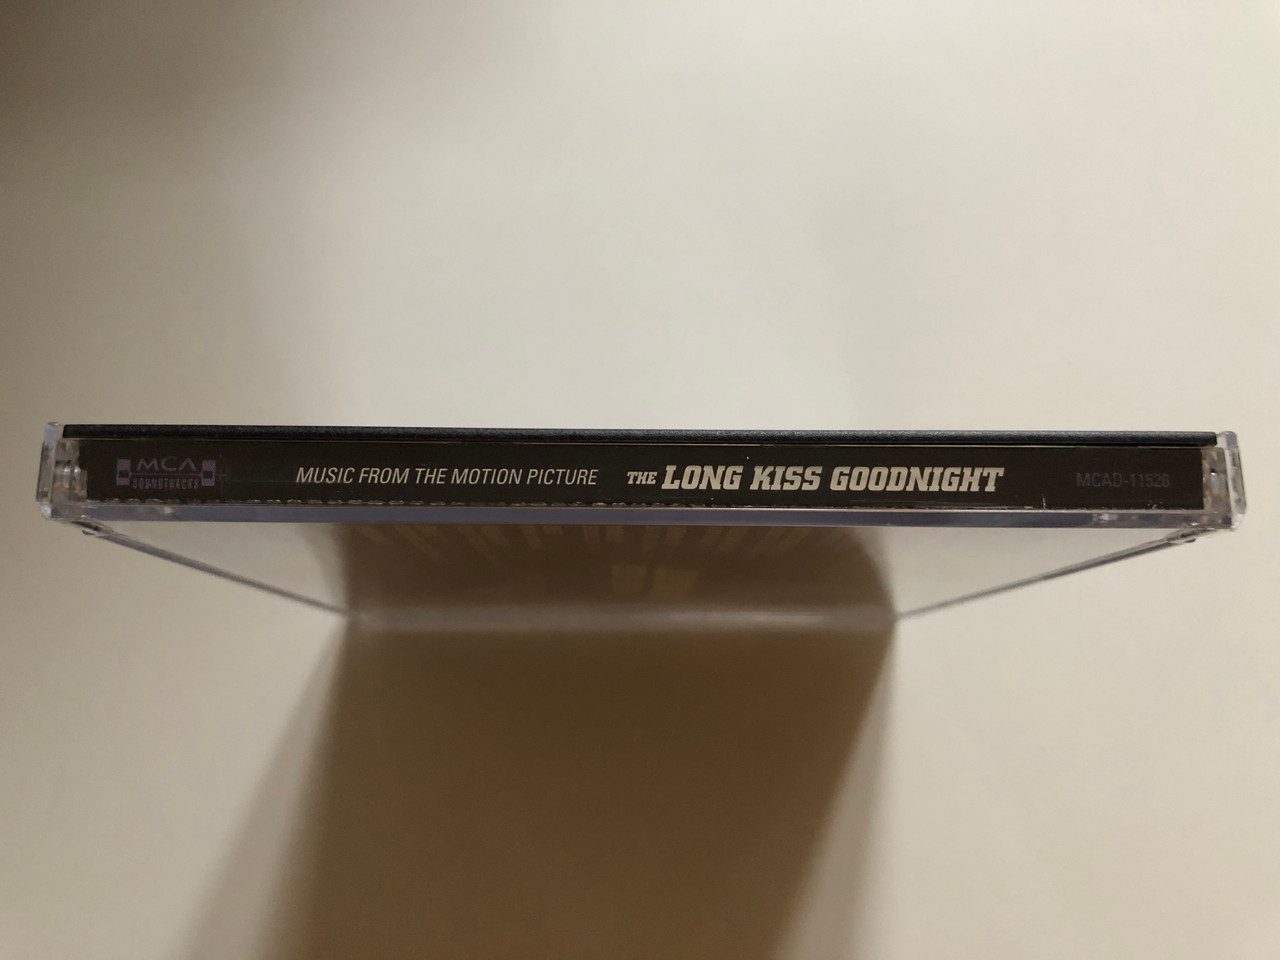 MCA
SOUNDTRACKS
MUSIC FROM THE MOTION PICTURE THE LONG KISS GOODNIGHT
MCAD-11526